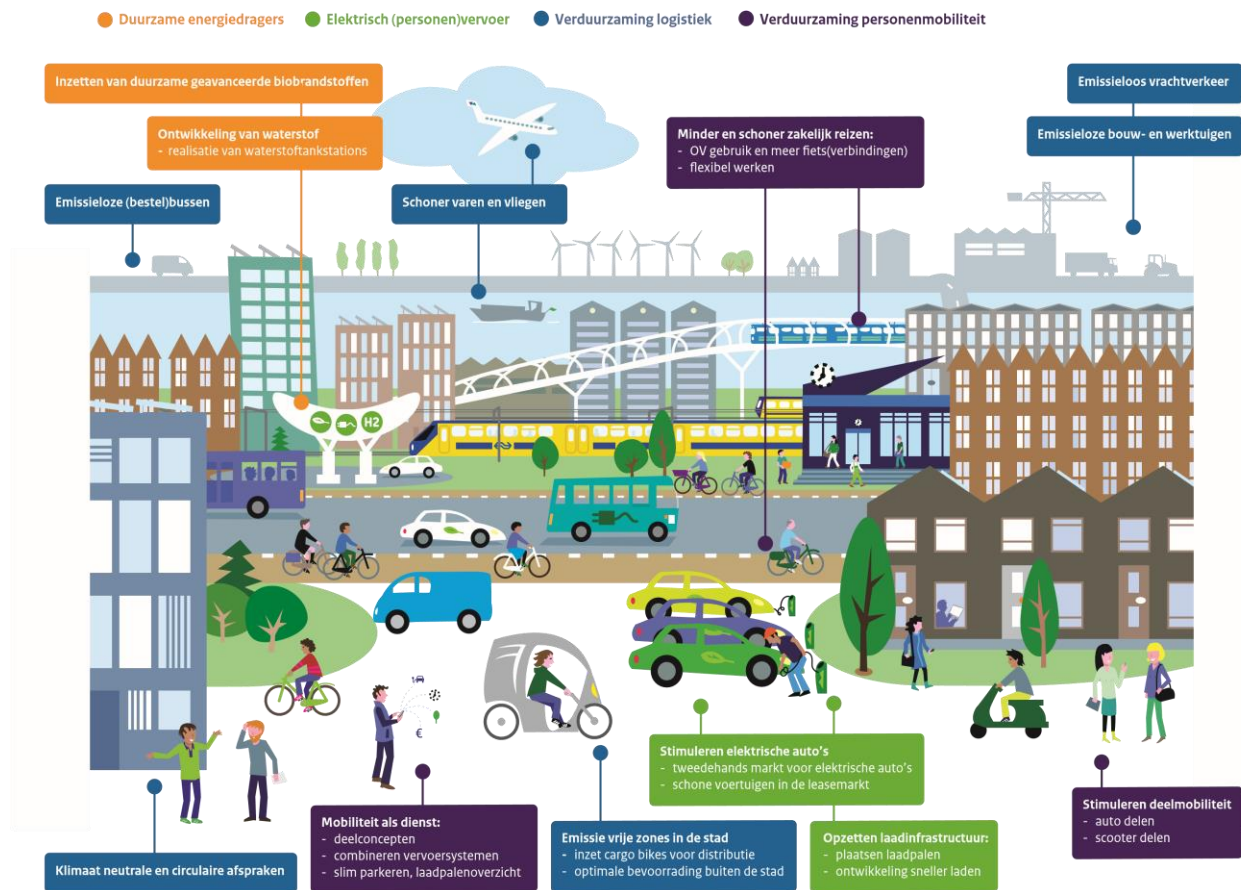 Duurzame energiedragers
Elektrisch (personen)vervoer
Verduurzaming logistiek
Verduurzaming personenmobiliteit
Inzetten van duurzame geavanceerde biobrandstoffen
Emissieloos vrachtverkeer
Ontwikkeling van waterstof
- realisatie van waterstoftankstations
Minder en schoner zakelijk reizen:
- OV gebruik en meer fiets(verbindingen)
- flexibel werken
Emissieloze bouw- en werktuigen
Emissieloze (bestel)bussen
Schoner varen en vliegen
H2
€
Stimuleren elektrische auto's
- tweedehands markt voor elektrische auto's
- schone voertuigen in de leasemarkt
Stimuleren deelmobiliteit
- auto delen
- scooter delen
Mobiliteit als dienst:
- deelconcepten
- combineren vervoersystemen
- slim parkeren, laadpalenoverzicht
Emissie vrije zones in de stad
- inzet cargo bikes voor distributie
- optimale bevoorrading buiten de stad
Opzetten laadinfrastructuur:
- plaatsen laadpalen
- ontwikkeling sneller laden
Klimaat neutrale en circulaire afspraken